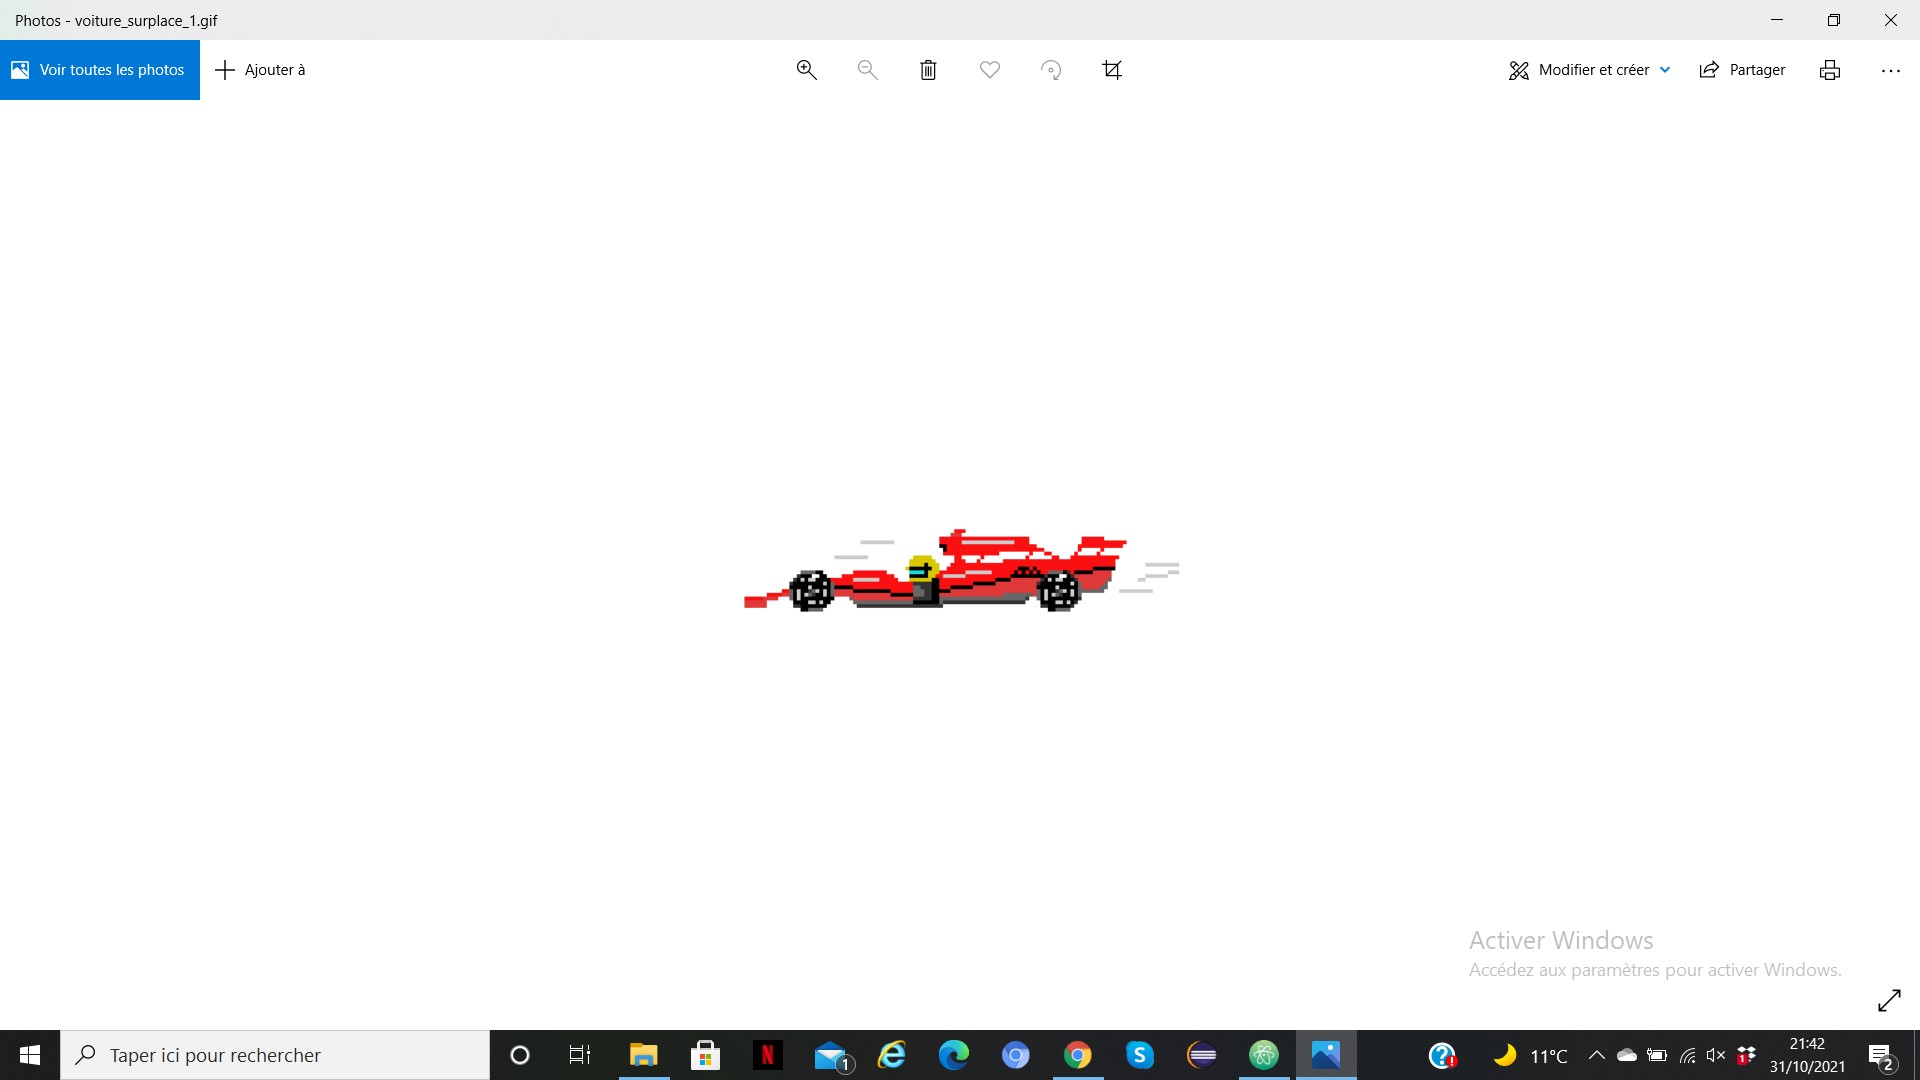 Photos - voiture_surplace_1.gif
Voir toutes les photos
Ajouter à
Modifier et créer
Partager
Activer Windows
Accédez aux paramètres pour activer Windows.
Taper ici pour rechercher
N
1
S
11°C
1
21:42
31/10/2021
2